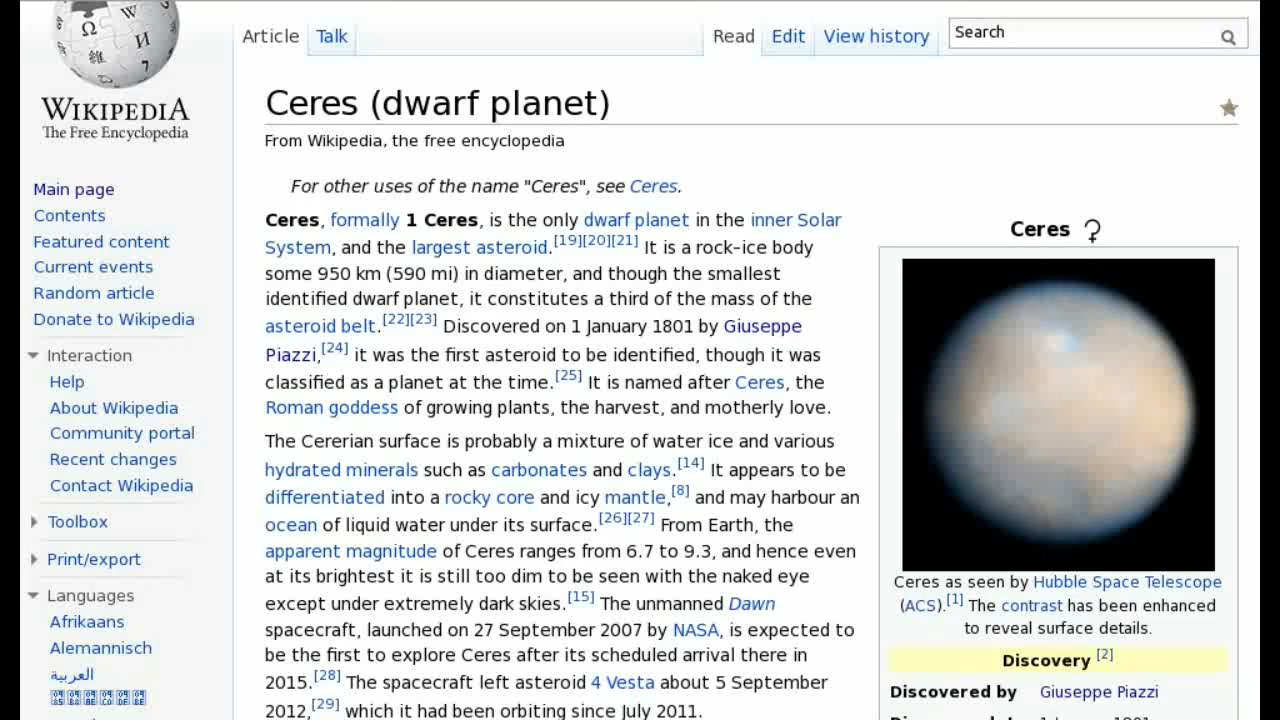 Article Talk Read Edit View history Search
WIKIPEDIA
The Free Encyclopedia
Main page
Contents
Featured content
Current events
Random article
Donate to Wikipedia
Interaction
Help
About Wikipedia
Community portal
Recent changes
Contact Wikipedia
Toolbox
Print/export
Languages
Afrikaans
Alemannisch
العربية
Ceres (dwarf planet)
From Wikipedia, the free encyclopedia
For other uses of the name "Ceres", see Ceres.
Ceres, formally 1 Ceres, is the only dwarf planet in the inner Solar
System, and the largest asteroid.[19][20][21] It is a rock–ice body
some 950 km (590 mi) in diameter, and though the smallest
identified dwarf planet, it constitutes a third of the mass of the
asteroid belt.[22][23] Discovered on 1 January 1801 by Giuseppe
Piazzi,[24] it was the first asteroid to be identified, though it was
classified as a planet at the time.[25] It is named after Ceres, the
Roman goddess of growing plants, the harvest, and motherly love.
The Cererian surface is probably a mixture of water ice and various
hydrated minerals such as carbonates and clays.[14] It appears to be
differentiated into a rocky core and icy mantle,[8] and may harbour an
ocean of liquid water under its surface.[26][27] From Earth, the
apparent magnitude of Ceres ranges from 6.7 to 9.3, and hence even
at its brightest it is still too dim to be seen with the naked eye
except under extremely dark skies.[15] The unmanned Dawn
spacecraft, launched on 27 September 2007 by NASA, is expected to
be the first to explore Ceres after its scheduled arrival there in
2015.[28] The spacecraft left asteroid 4 Vesta about 5 September
2012,[29] which it had been orbiting since July 2011.
Ceres ⚳
Ceres as seen by Hubble Space Telescope
(ACS).[1] The contrast has been enhanced
to reveal surface details.
Discovery [2]
Discovered by Giuseppe Piazzi